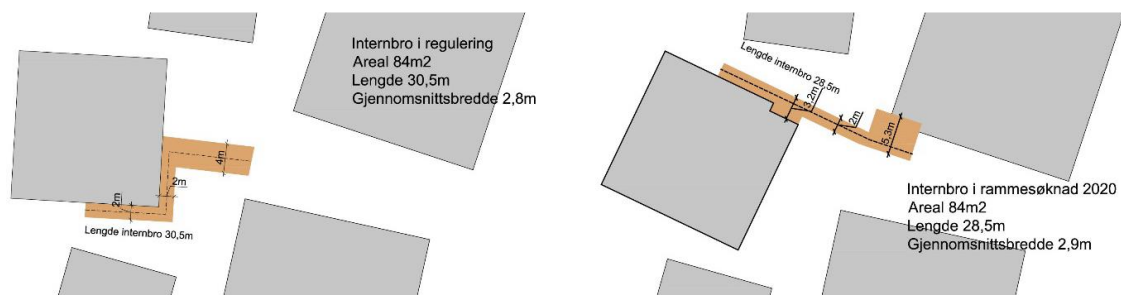 Internbro i regulering
Areal 84m2
Lengde 30,5m
Gjennomsnittsbredde 2,8m
4m
2m
2m
Lengde internbro 30,5m
Lengde internbro 28,5m
3,2m
2m
5,3m
Internbro i rammesøknad 2020
Areal 84m2
Lengde 28,5m
Gjennomsnittsbredde 2,9m